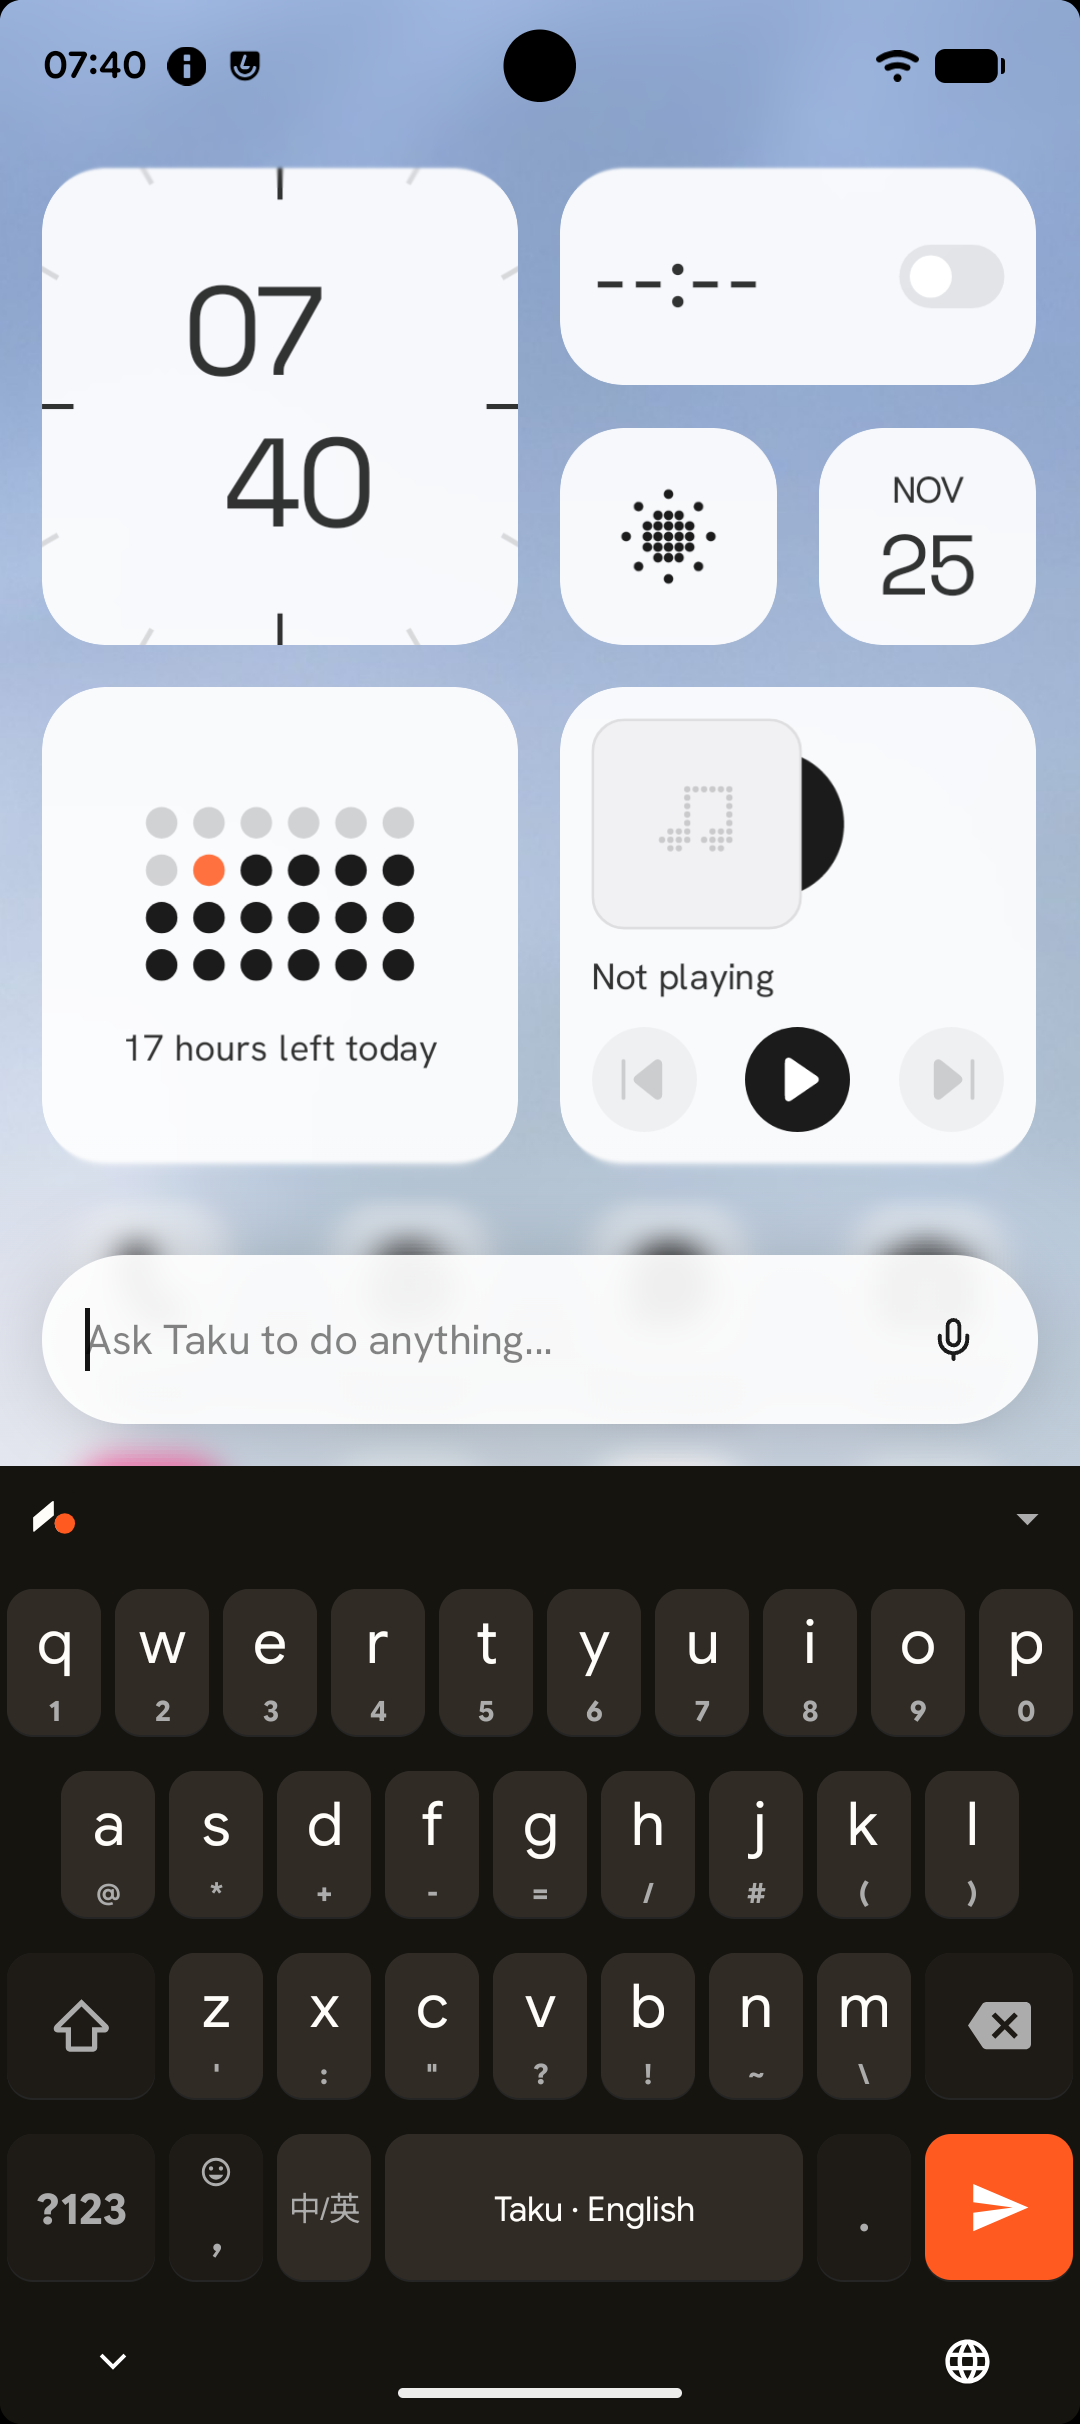 07:40
07
40
--:--
NOV
25
17 hours left today
Not playing
Ask Taku to do anything...
q w e r t y u i o p
1 2 3 4 5 6 7 8 9 0
a s d f g h j k l
@ * + - = / # ( )
z x c v b n m
' : " ? ! ~ \
?123 , 中/英 Taku · English .